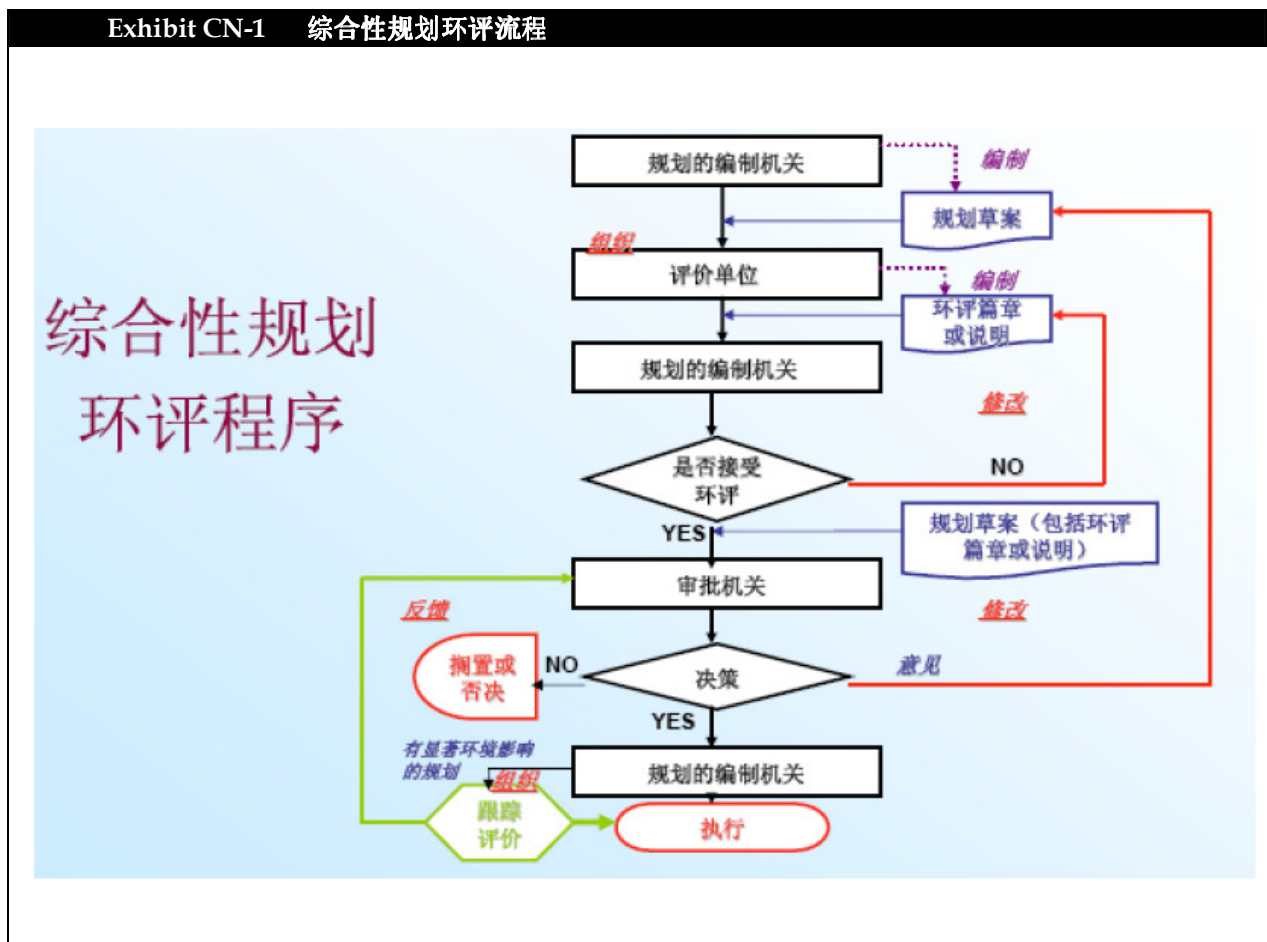 Exhibit CN-1 综合性规划环评流程
综合性规划
环评程序
规划的编制机关
编制
规划草案
组织
评价单位
编制
环评篇章
或说明
规划的编制机关
修改
是否接受
环评
NO
YES
规划草案（包括环评
篇章或说明）
审批机关
反馈
修改
搁置或
否决
NO
决策
意见
YES
有显著环境影响
的规划
组织
规划的编制机关
跟踪
评价
执行